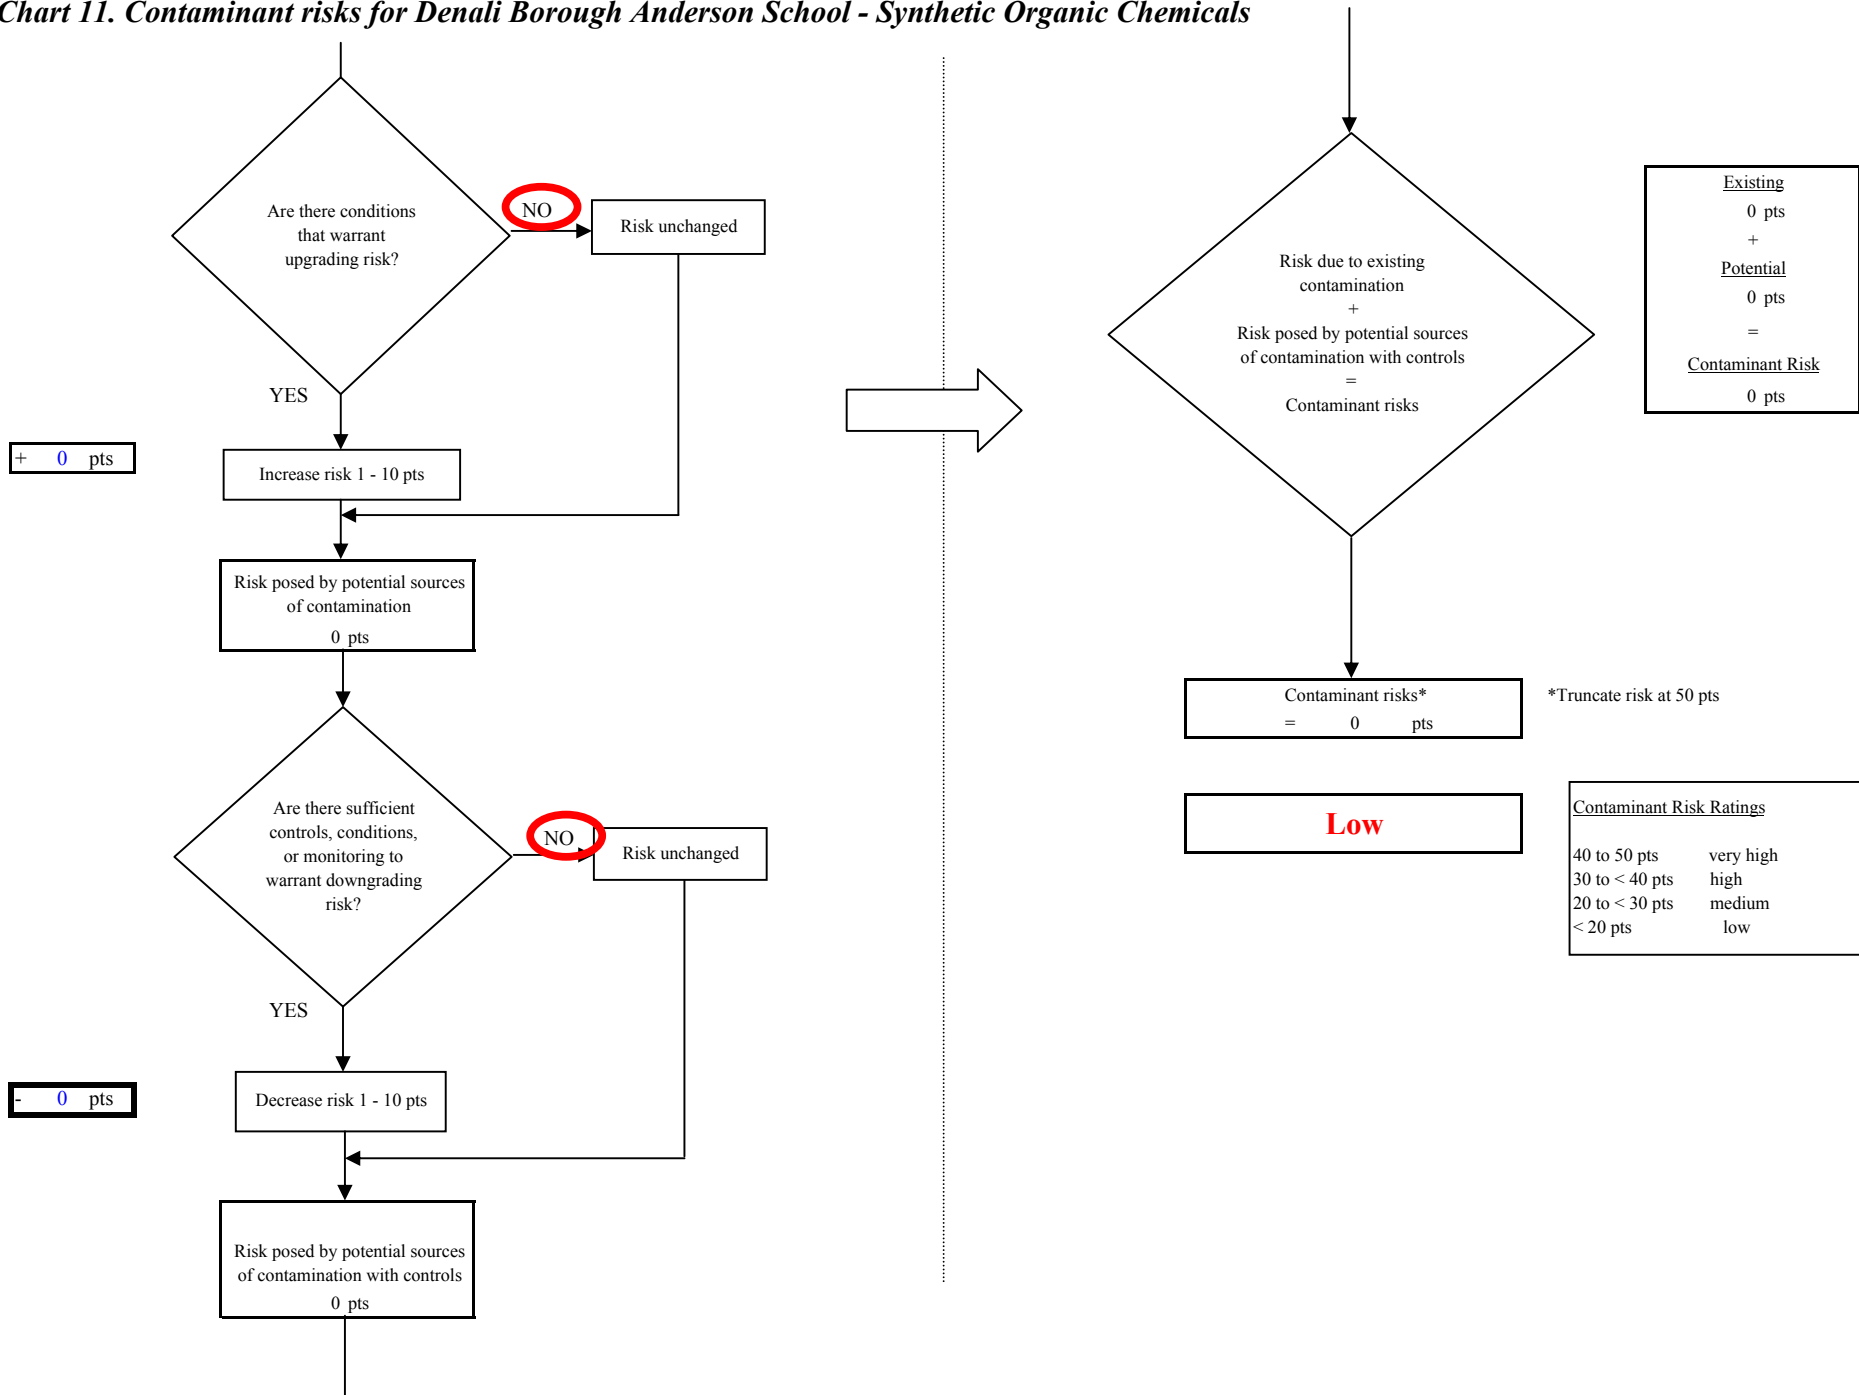 Chart 11. Contaminant risks for Denali Borough Anderson School - Synthetic Organic Chemicals
Are there conditions
that warrant
upgrading risk?
NO
Risk unchanged
YES
+ 0 pts
Increase risk 1 - 10 pts
Risk posed by potential sources
of contamination
0 pts
Are there sufficient
controls, conditions,
or monitoring to
warrant downgrading
risk?
NO
Risk unchanged
YES
- 0 pts
Decrease risk 1 - 10 pts
Risk posed by potential sources
of contamination with controls
0 pts
Risk due to existing
contamination
+
Risk posed by potential sources
of contamination with controls
=
Contaminant risks
Existing
0 pts
+
Potential
0 pts
=
Contaminant Risk
0 pts
Contaminant risks*
= 0 pts
*Truncate risk at 50 pts
Low
Contaminant Risk Ratings
40 to 50 pts very high
30 to < 40 pts high
20 to < 30 pts medium
< 20 pts low